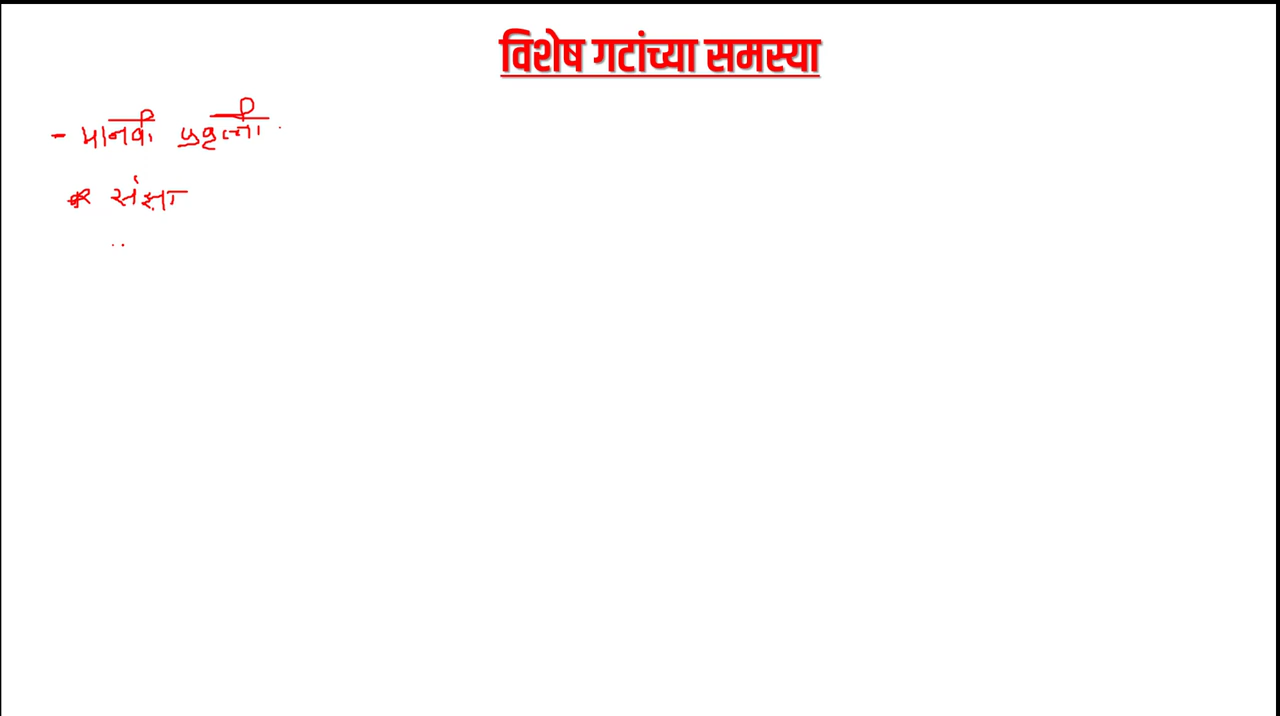 विशेष गटांच्या समस्या
- मानवी प्रवृत्ती
* संज्ञा